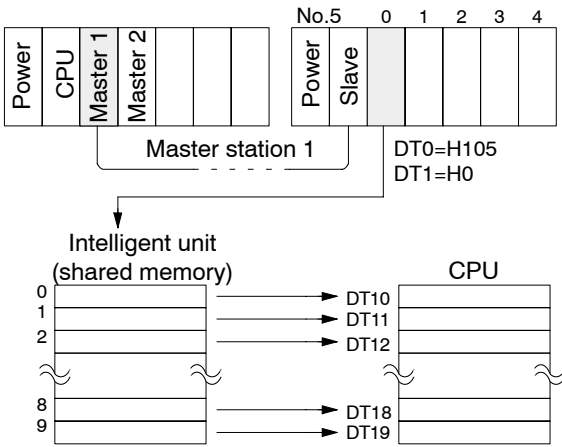 No.5 0 1 2 3 4
Power
CPU
Master 1
Master 2
Power
Slave
Master station 1
DT0=H105
DT1=H0
Intelligent unit
(shared memory)
CPU
0
1
2
8
9
DT10
DT11
DT12
DT18
DT19